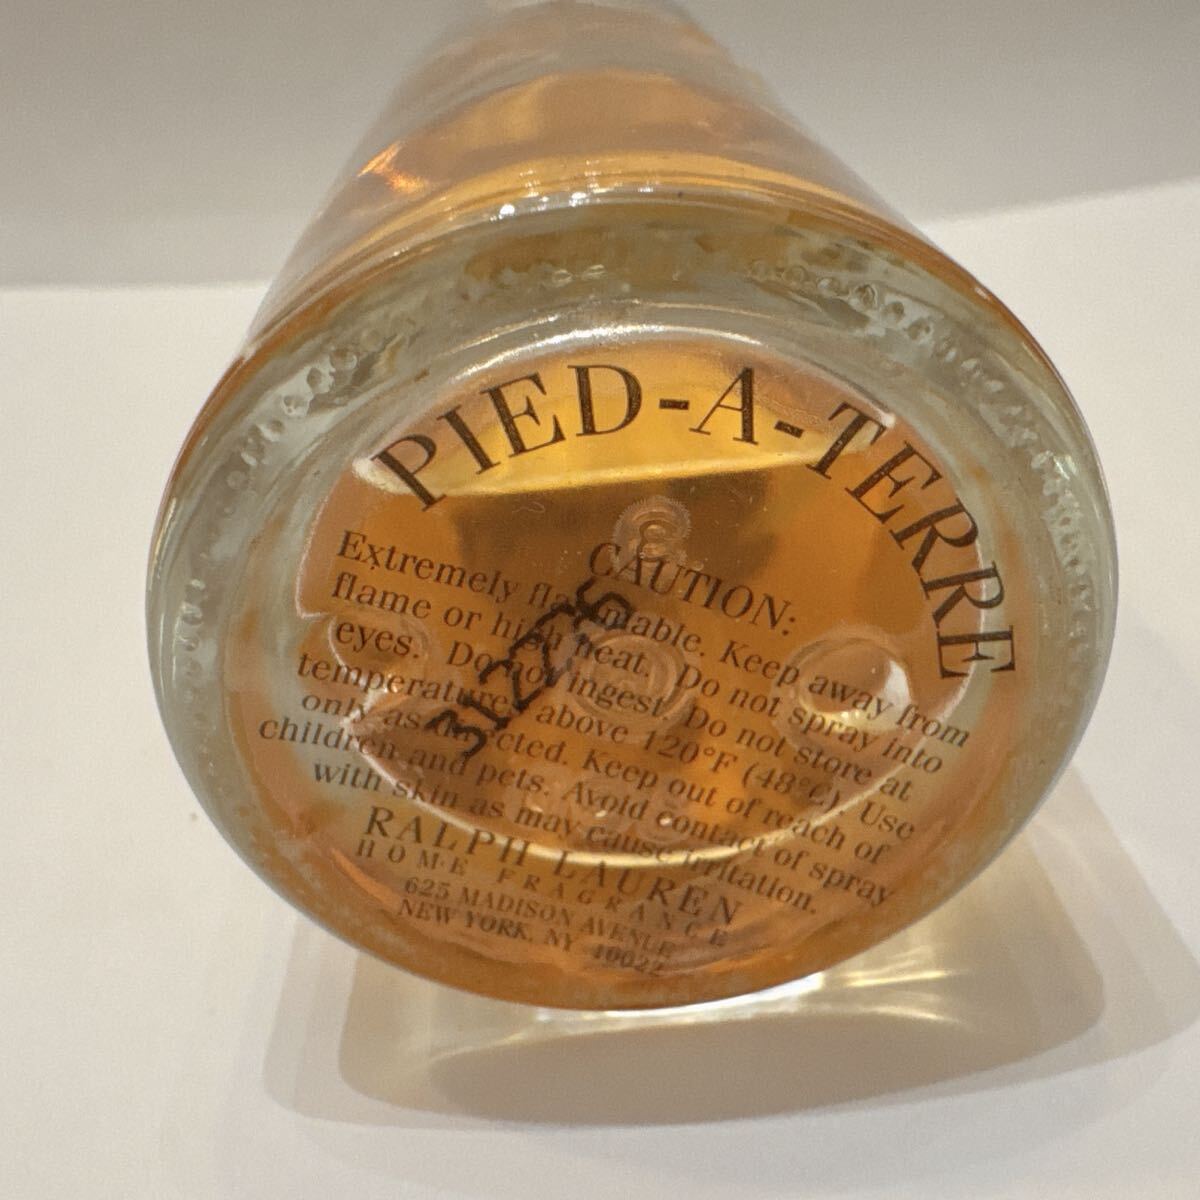 PIED-A-TERRE
CAUTION:
Extremely flammable. Keep away from
flame or high heat. Do not spray into
eyes. Do not ingest. Do not store at
temperatures above 120°F (48°C). Use
only as directed. Keep out of reach of
children and pets. Avoid contact of spray
with skin as may cause irritation.
RALPH LAUREN
HOME FRAGRANCE
625 MADISON AVENUE
NEW YORK, NY 10022
3